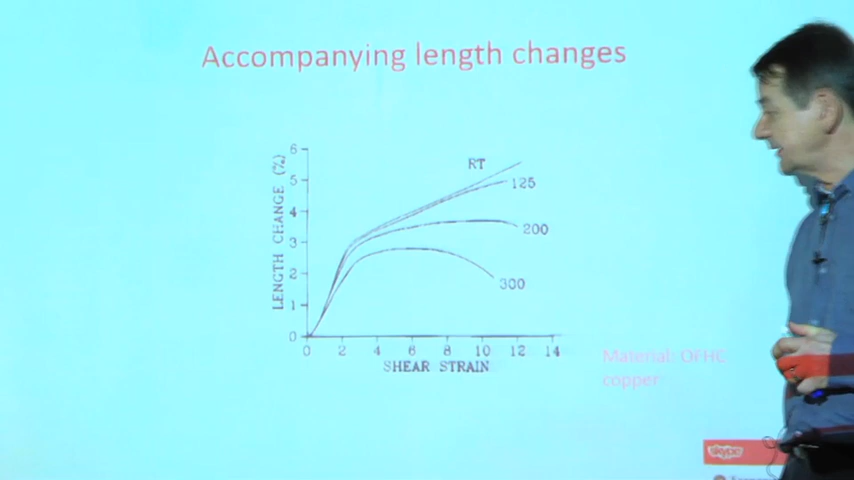 Accompanying length changes
LENGTH CHANGE (%)
6
5
4
3
2
1
0
RT
125
200
300
0 2 4 6 8 10 12 14
SHEAR STRAIN
Material: OFHC
copper
skype